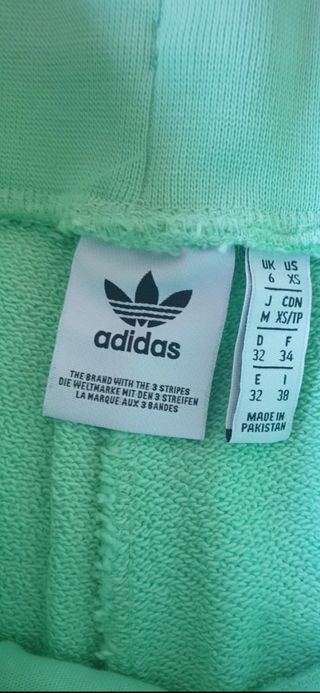 adidas
THE BRAND WITH THE 3 STRIPES
DIE WELTMARKE MIT DEN 3 STREIFEN
LA MARQUE AUX 3 BANDES
UK US
6 XS
J CDN
M XS/TP
D F
32 34
E I
32 38
MADE IN
PAKISTAN